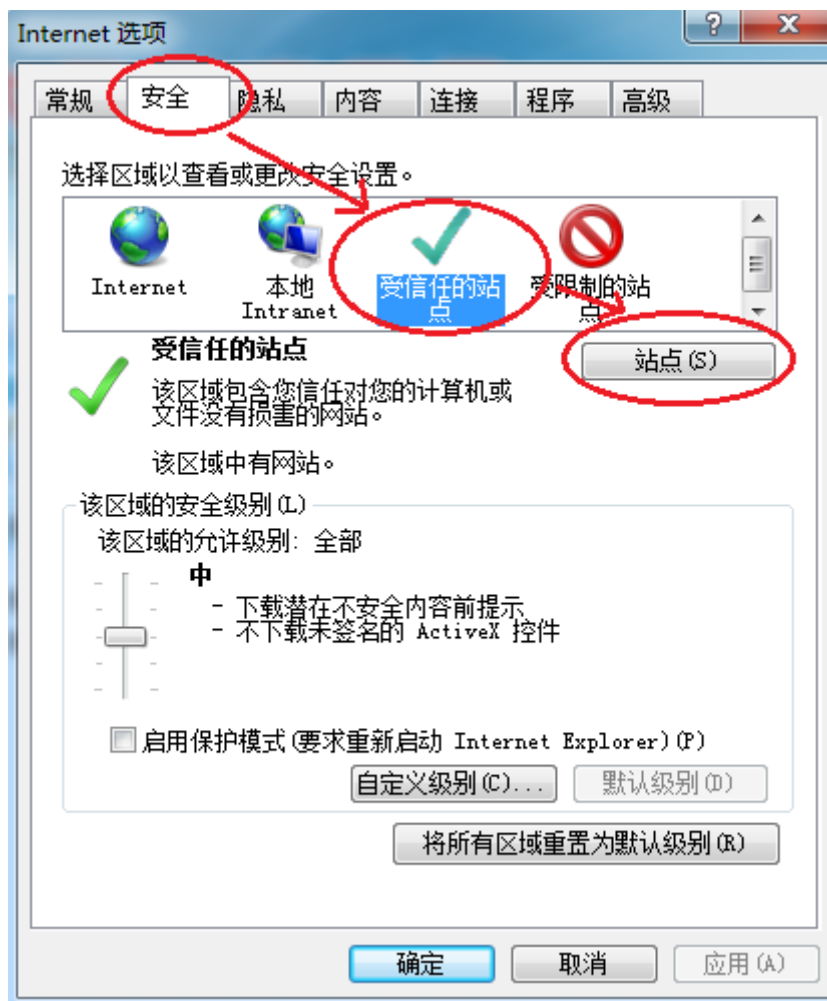 Internet 选项
常规 安全 隐私 内容 连接 程序 高级
选择区域以查看或更改安全设置。
Internet
本地
Intranet
受信任的站
点
受限制的站
点
受信任的站点
站点(S)
该区域包含您信任对您的计算机或
文件没有损害的网站。
该区域中有网站。
该区域的安全级别(L)
该区域的允许级别: 全部
中
- 下载潜在不安全内容前提示
- 不下载未签名的 ActiveX 控件
启用保护模式(要求重新启动 Internet Explorer)(P)
自定义级别(C)... 默认级别(D)
将所有区域重置为默认级别(R)
确定 取消 应用(A)